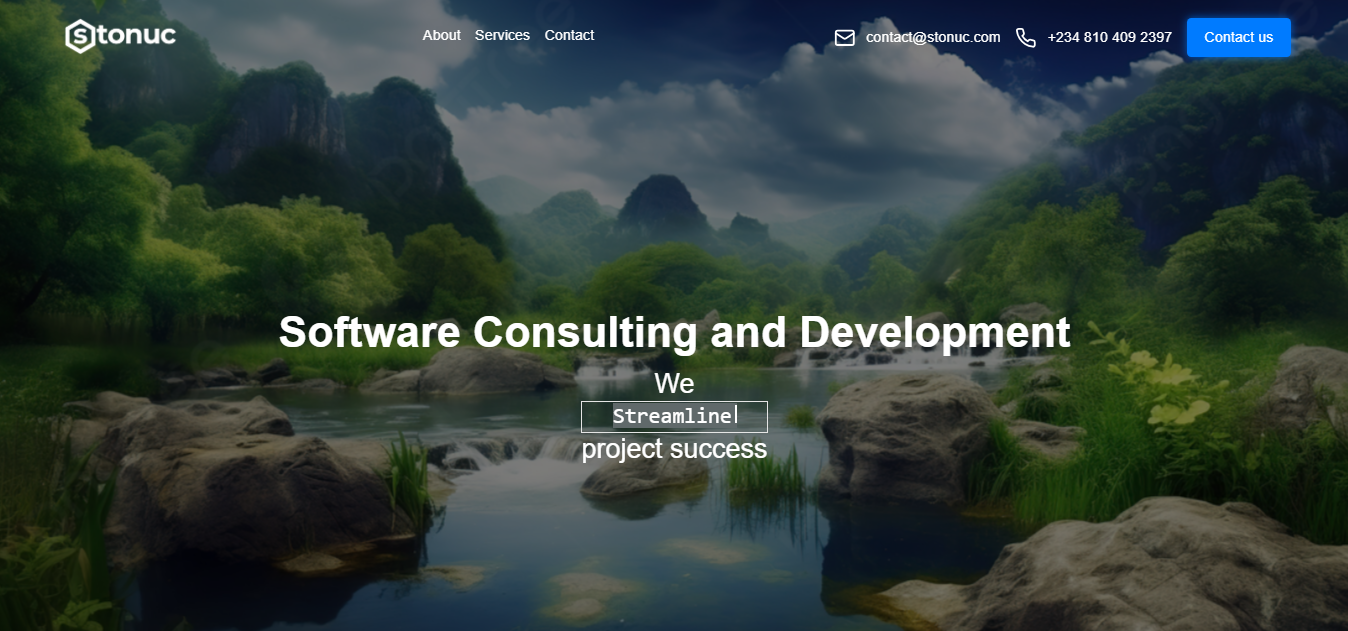 Stonuc
About Services Contact
contact@stonuc.com +234 810 409 2397 Contact us
Software Consulting and Development
We
Streamline
project success